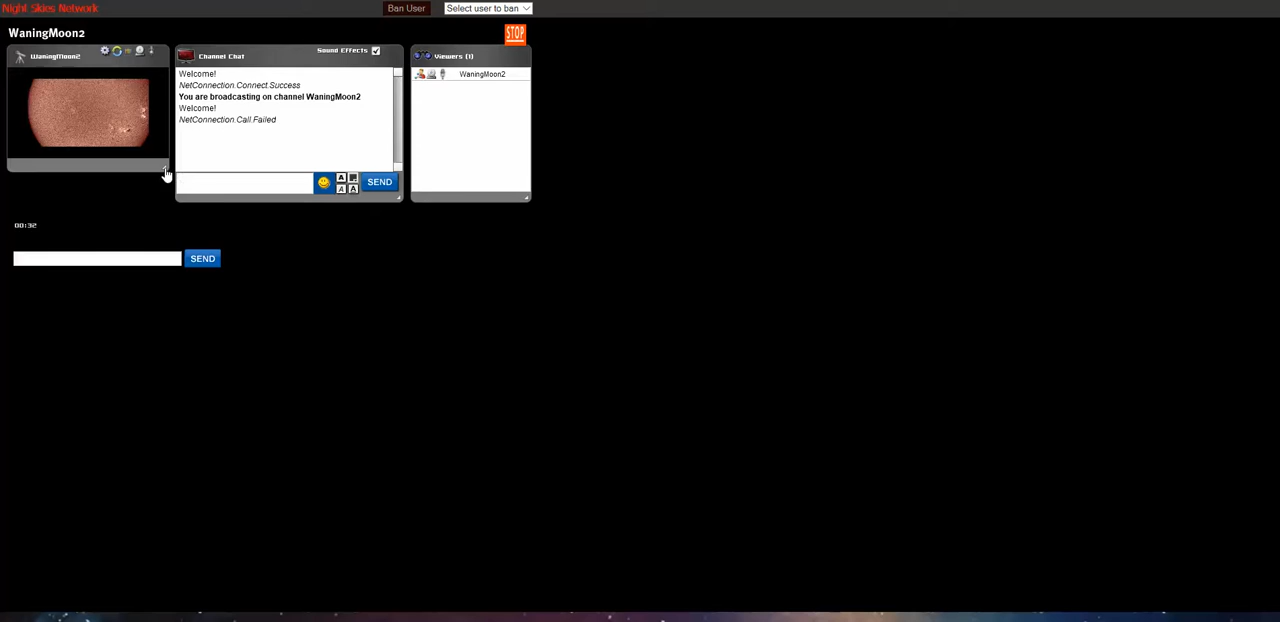 Night Skies Network
Ban User
Select user to ban
WaningMoon2
STOP
WaningMoon2
Channel Chat
Sound Effects
Viewers (1)
Welcome!
NetConnection.Connect.Success
You are broadcasting on channel WaningMoon2
Welcome!
NetConnection.Call.Failed
WaningMoon2
A
A A
SEND
00:32
SEND